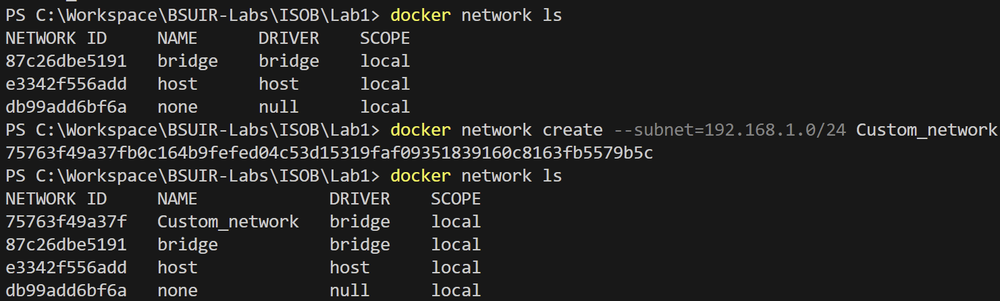 PS C:\Workspace\BSUIR-Labs\ISOB\Lab1> docker network ls
NETWORK ID     NAME      DRIVER    SCOPE
87c26dbe5191   bridge    bridge    local
e3342f556add   host      host      local
db99add6bf6a   none      null      local
PS C:\Workspace\BSUIR-Labs\ISOB\Lab1> docker network create --subnet=192.168.1.0/24 Custom_network
75763f49a37fb0c164b9fefed04c53d15319faf09351839160c8163fb5579b5c
PS C:\Workspace\BSUIR-Labs\ISOB\Lab1> docker network ls
NETWORK ID     NAME             DRIVER    SCOPE
75763f49a37f   Custom_network   bridge    local
87c26dbe5191   bridge           bridge    local
e3342f556add   host             host      local
db99add6bf6a   none             null      local